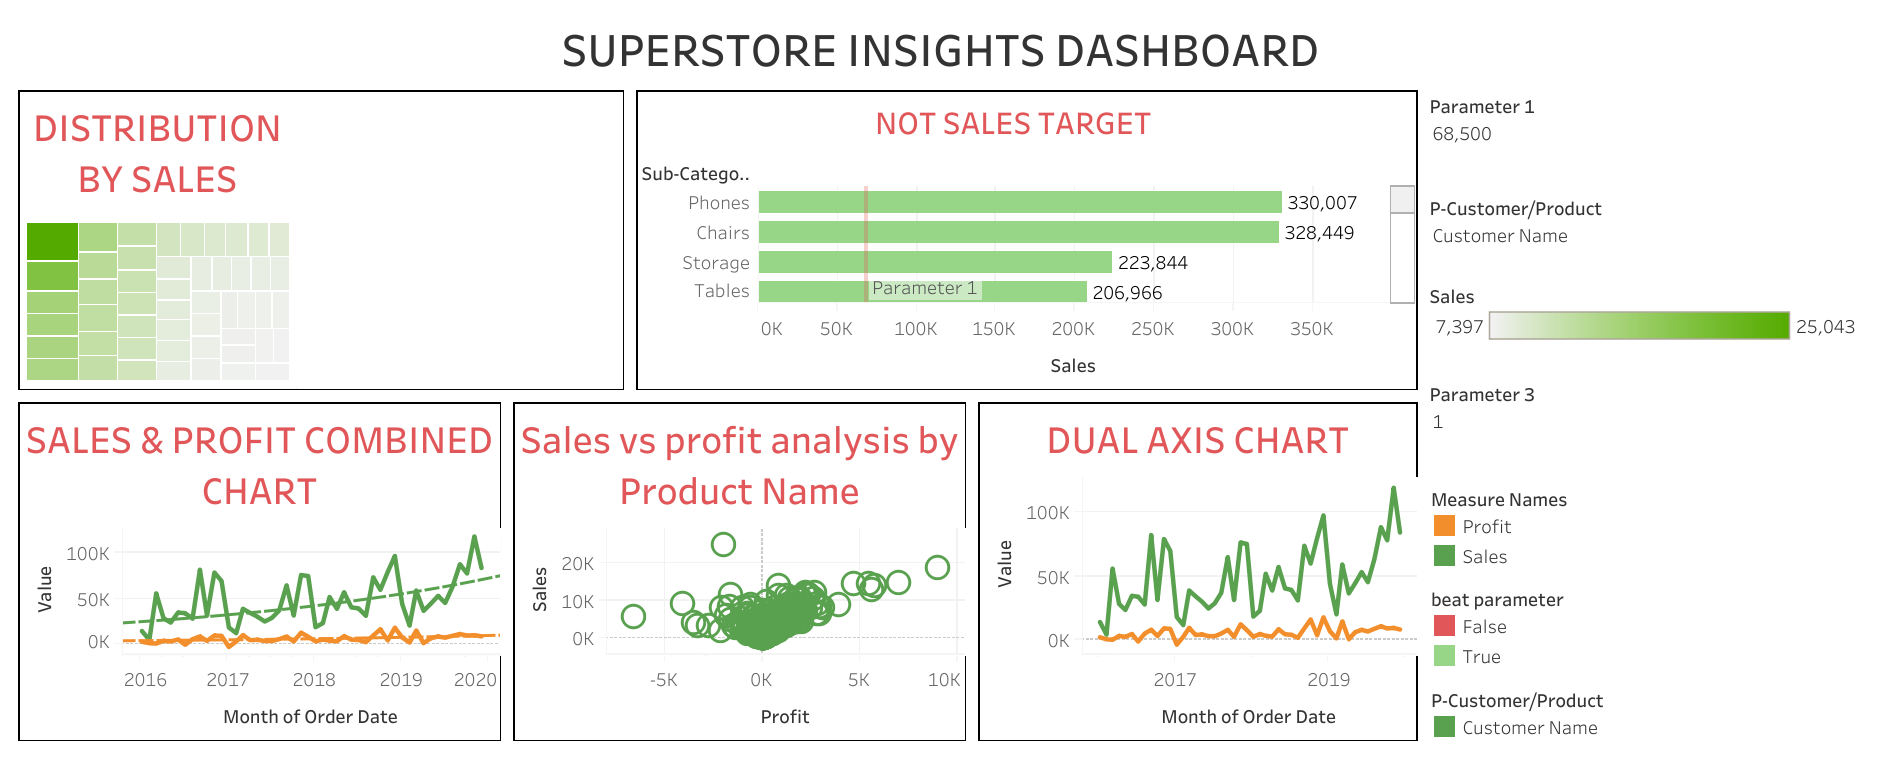 SUPERSTORE INSIGHTS DASHBOARD
DISTRIBUTION
BY SALES
NOT SALES TARGET
Sub-Catego..
Phones 330,007
Chairs 328,449
Storage 223,844
Tables Parameter 1 206,966
0K 50K 100K 150K 200K 250K 300K 350K
Sales
Parameter 1
68,500
P-Customer/Product
Customer Name
Sales
7,397 25,043
Parameter 3
1
SALES & PROFIT COMBINED
CHART
Value
100K
50K
0K
2016 2017 2018 2019 2020
Month of Order Date
Sales vs profit analysis by
Product Name
Sales
20K
10K
0K
-5K 0K 5K 10K
Profit
DUAL AXIS CHART
Value
100K
50K
0K
2017 2019
Month of Order Date
Measure Names
Profit
Sales
beat parameter
False
True
P-Customer/Product
Customer Name